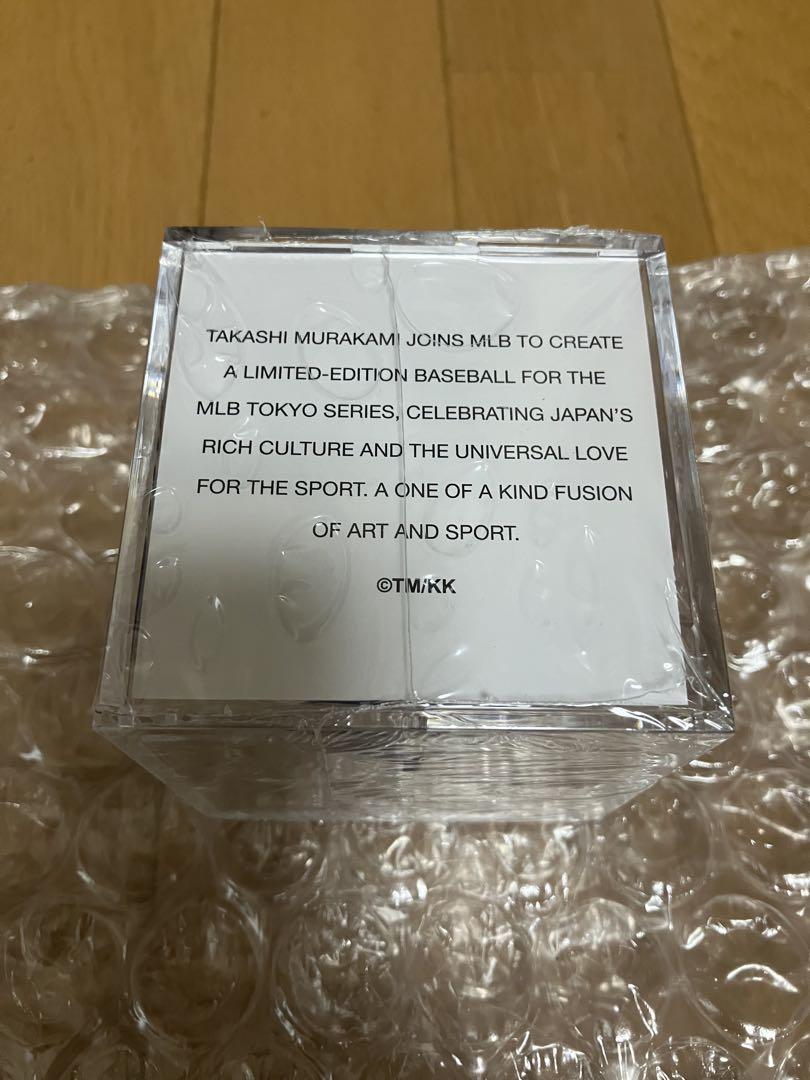 TAKASHI MURAKAMI JOINS MLB TO CREATE
A LIMITED-EDITION BASEBALL FOR THE
MLB TOKYO SERIES, CELEBRATING JAPAN'S
RICH CULTURE AND THE UNIVERSAL LOVE
FOR THE SPORT. A ONE OF A KIND FUSION
OF ART AND SPORT.
©TM/KK